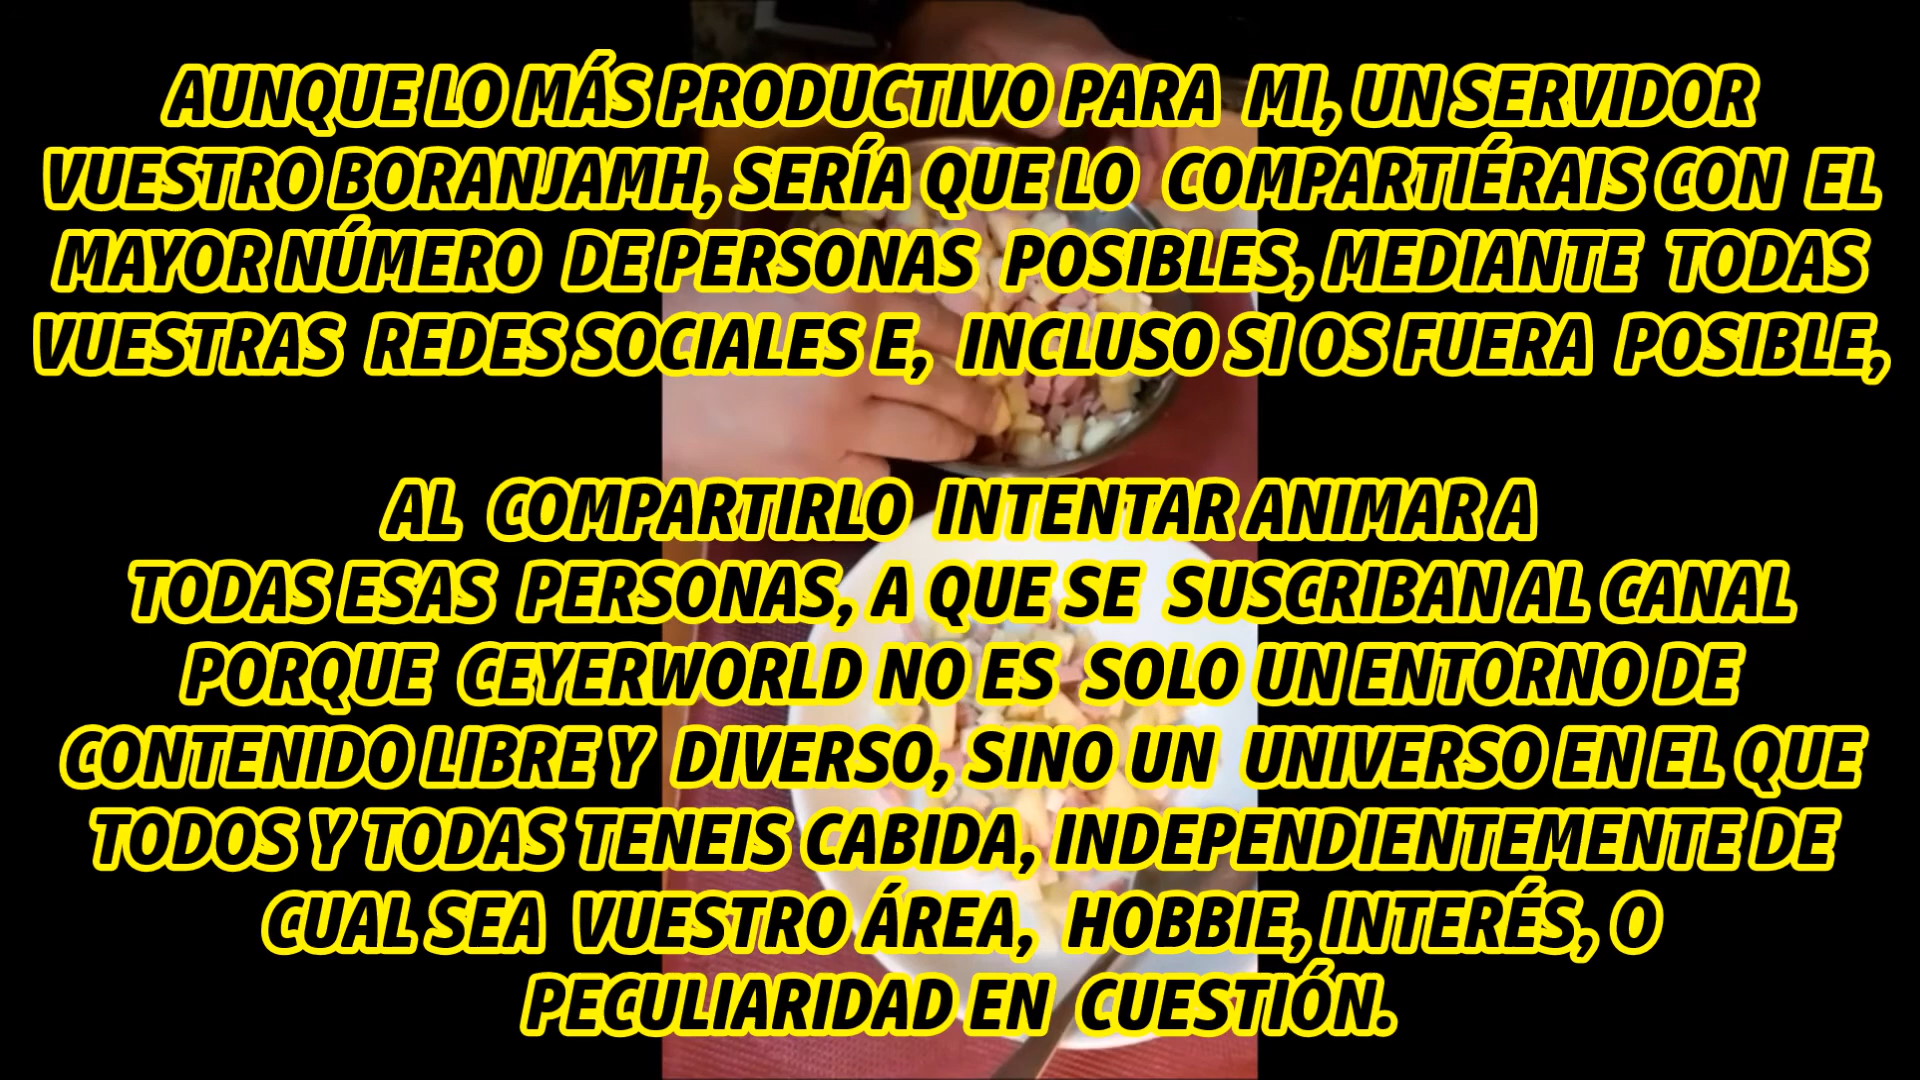 AUNQUE LO MÁS PRODUCTIVO PARA MI, UN SERVIDOR
VUESTRO BORANJAMH, SERÍA QUE LO COMPARTIÉRAIS CON EL
MAYOR NÚMERO DE PERSONAS POSIBLES, MEDIANTE TODAS
VUESTRAS REDES SOCIALES E, INCLUSO SI OS FUERA POSIBLE,
AL COMPARTIRLO INTENTAR ANIMAR A
TODAS ESAS PERSONAS, A QUE SE SUSCRIBAN AL CANAL
PORQUE CEYERWORLD NO ES SOLO UN ENTORNO DE
CONTENIDO LIBRE Y DIVERSO, SINO UN UNIVERSO EN EL QUE
TODOS Y TODAS TENEIS CABIDA, INDEPENDIENTEMENTE DE
CUAL SEA VUESTRO ÁREA, HOBBIE, INTERÉS, O
PECULIARIDAD EN CUESTIÓN.